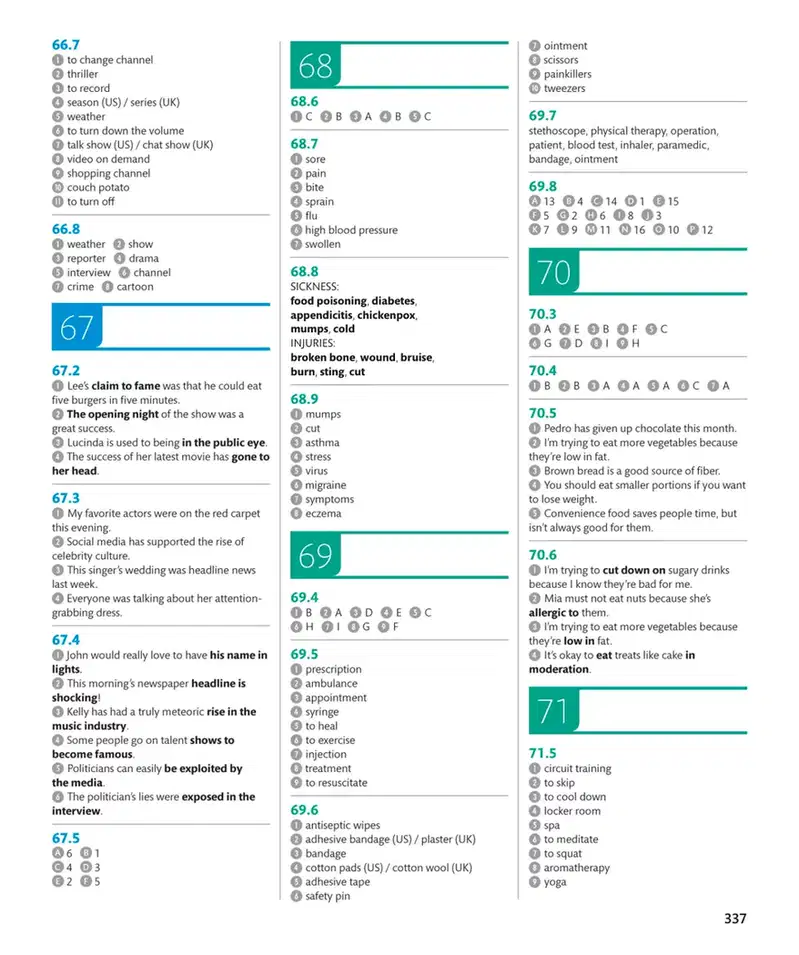 66.7
1 to change channel
2 thriller
3 to record
4 season (US) / series (UK)
5 weather
6 to turn down the volume
7 talk show (US) / chat show (UK)
8 video on demand
9 shopping channel
10 couch potato
11 to turn off
66.8
1 weather 2 show
3 reporter 4 drama
5 interview 6 channel
7 crime 8 cartoon
67
67.2
1 Lee's claim to fame was that he could eat
five burgers in five minutes.
2 The opening night of the show was a
great success.
3 Lucinda is used to being in the public eye.
4 The success of her latest movie has gone to
her head.
67.3
1 My favorite actors were on the red carpet
this evening.
2 Social media has supported the rise of
celebrity culture.
3 This singer's wedding was headline news
last week.
4 Everyone was talking about her attention-
grabbing dress.
67.4
1 John would really love to have his name in
lights.
2 This morning's newspaper headline is
shocking!
3 Kelly has had a truly meteoric rise in the
music industry.
4 Some people go on talent shows to
become famous.
5 Politicians can easily be exploited by
the media.
6 The politician's lies were exposed in the
interview.
67.5
A 6 B 1
C 4 D 3
E 2 F 5
68
68.6
1 C 2 B 3 A 4 B 5 C
68.7
1 sore
2 pain
3 bite
4 sprain
5 flu
6 high blood pressure
7 swollen
68.8
SICKNESS:
food poisoning, diabetes,
appendicitis, chickenpox,
mumps, cold
INJURIES:
broken bone, wound, bruise,
burn, sting, cut
68.9
1 mumps
2 cut
3 asthma
4 stress
5 virus
6 migraine
7 symptoms
8 eczema
69
69.4
1 B 2 A 3 D 4 E 5 C
6 H 7 I 8 G 9 F
69.5
1 prescription
2 ambulance
3 appointment
4 syringe
5 to heal
6 to exercise
7 injection
8 treatment
9 to resuscitate
69.6
1 antiseptic wipes
2 adhesive bandage (US) / plaster (UK)
3 bandage
4 cotton pads (US) / cotton wool (UK)
5 adhesive tape
6 safety pin
7 ointment
8 scissors
9 painkillers
10 tweezers
69.7
stethoscope, physical therapy, operation,
patient, blood test, inhaler, paramedic,
bandage, ointment
69.8
A 13 B 4 C 14 D 1 E 15
F 5 G 2 H 6 I 8 J 3
K 7 L 9 M 11 N 16 O 10 P 12
70
70.3
1 A 2 E 3 B 4 F 5 C
6 G 7 D 8 I 9 H
70.4
1 B 2 B 3 A 4 A 5 A 6 C 7 A
70.5
1 Pedro has given up chocolate this month.
2 I'm trying to eat more vegetables because
they're low in fat.
3 Brown bread is a good source of fiber.
4 You should eat smaller portions if you want
to lose weight.
5 Convenience food saves people time, but
isn't always good for them.
70.6
1 I'm trying to cut down on sugary drinks
because I know they're bad for me.
2 Mia must not eat nuts because she's
allergic to them.
3 I'm trying to eat more vegetables because
they're low in fat.
4 It's okay to eat treats like cake in
moderation.
71
71.5
1 circuit training
2 to skip
3 to cool down
4 locker room
5 spa
6 to meditate
7 to squat
8 aromatherapy
9 yoga
337